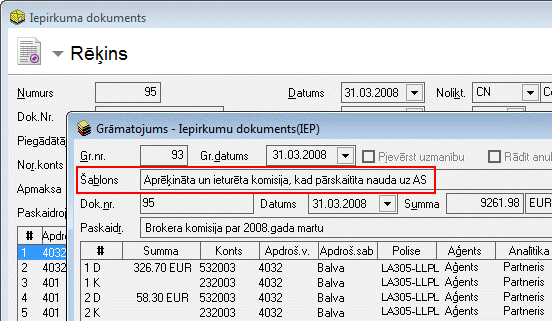 Iepirkuma dokuments
Rēķins
Numurs 95 Datums 31.03.2008 Nolikt. CN
Dok.Nr.
Grāmatojums - Iepirkumu dokuments(IEP)
Piegādātāj
Gr.nr. 93 Gr.datums 31.03.2008 Pievērst uzmanību Rādīt anul
Nor.konts
Šablons Aprēķināta un ieturēta komisija, kad pārskaitīta nauda uz AS
Apmaksa
Dok.nr. 95 Datums 31.03.2008 Summa 9261.98 EUR
Paskaidroj
Paskaidr. Brokera komisija par 2008.gada martu
# Apdro
# Summa Konts Apdroš.v. Apdroš.sab Polise Aģents Analītika
1 4032
1 D 326.70 EUR 532003 4032 Balva LA305-LLPL Aģents Partneris
2 4032
1 K 232003 4032 Balva LA305-LLPL Aģents Partneris
3 401
2 D 58.30 EUR 532003 4032 Balva LA305-LLPL Aģents Partneris
4 401
2 K 232003 4032 Balva LA305-LLPL Aģents Partneris
5 401